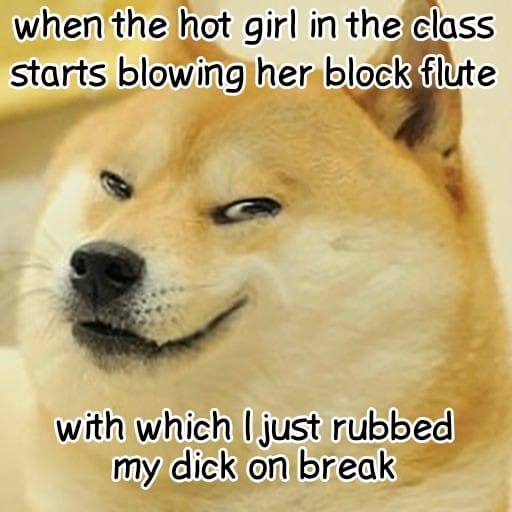 when the hot girl in the class
starts blowing her block flute
with which I just rubbed
my dick on break